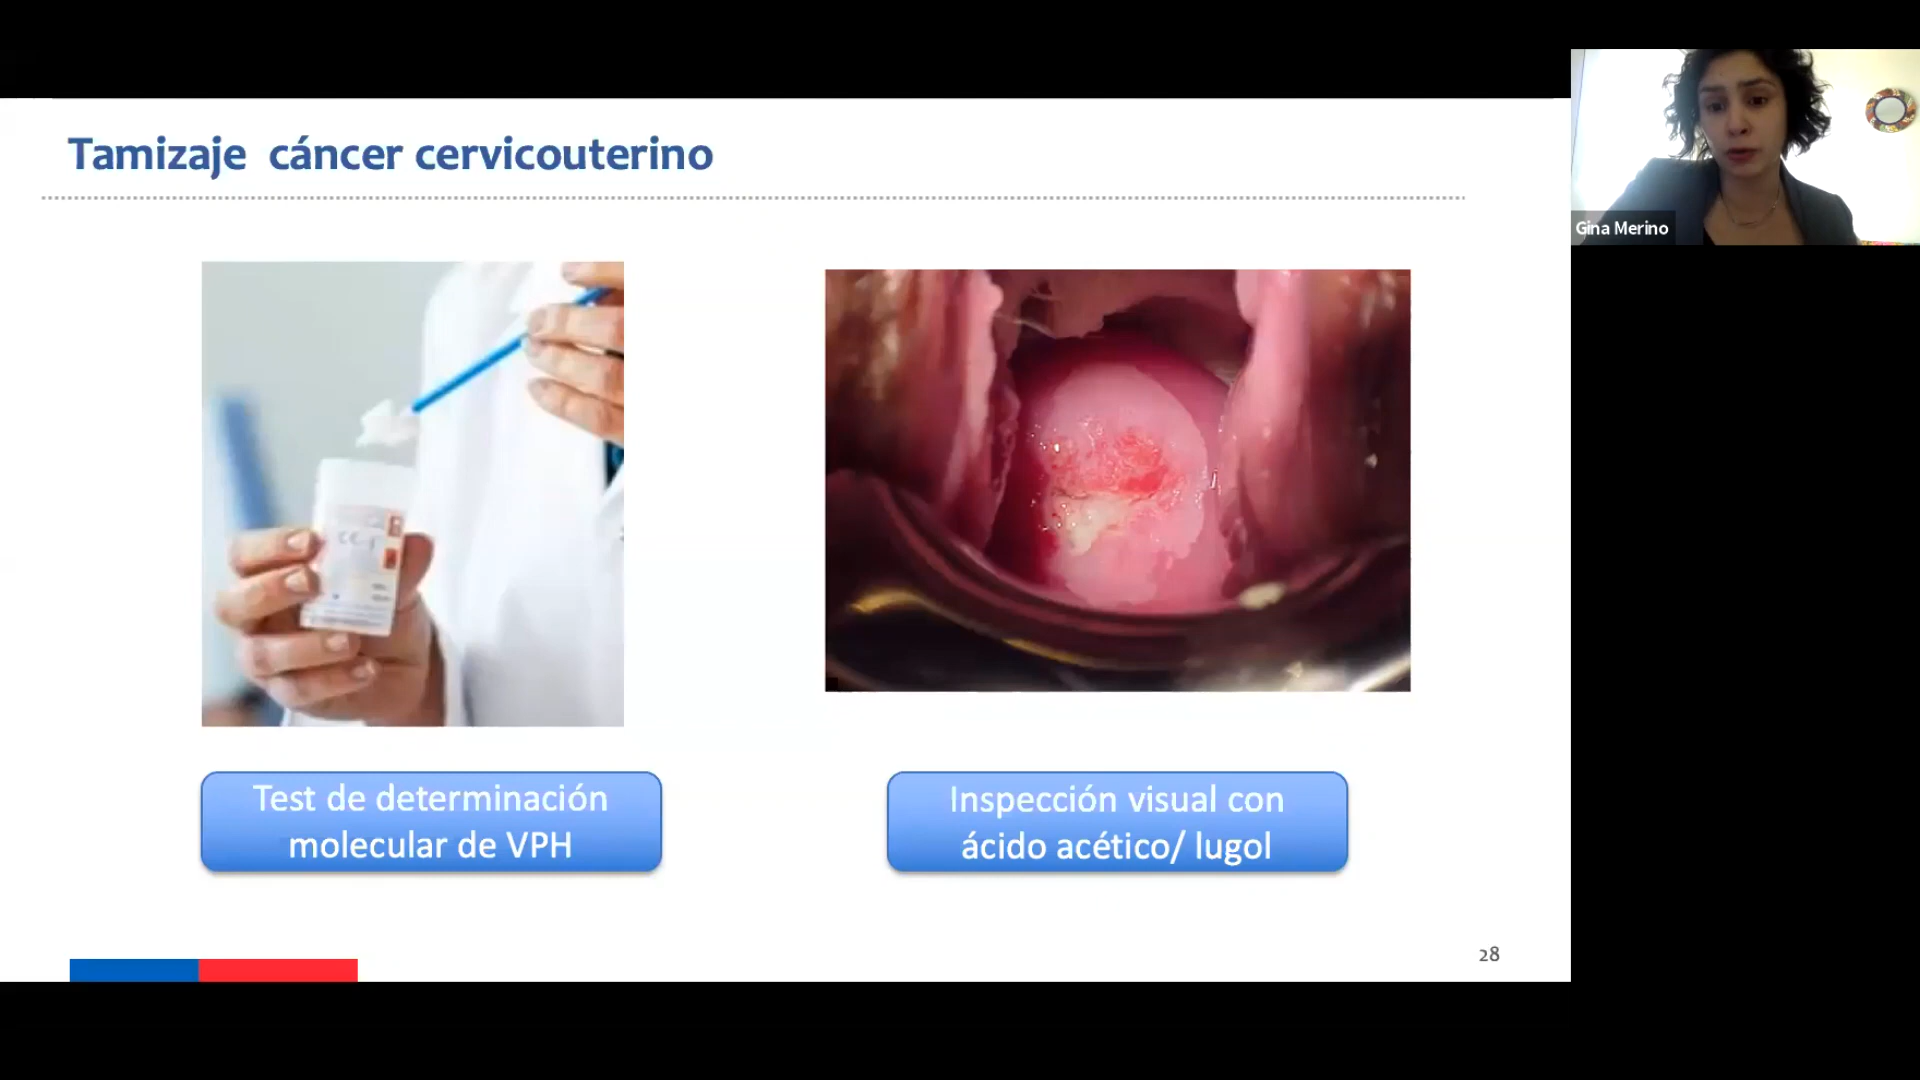 Tamizaje cáncer cervicouterino
Gina Merino
Test de determinación
molecular de VPH
Inspección visual con
ácido acético/ lugol
28